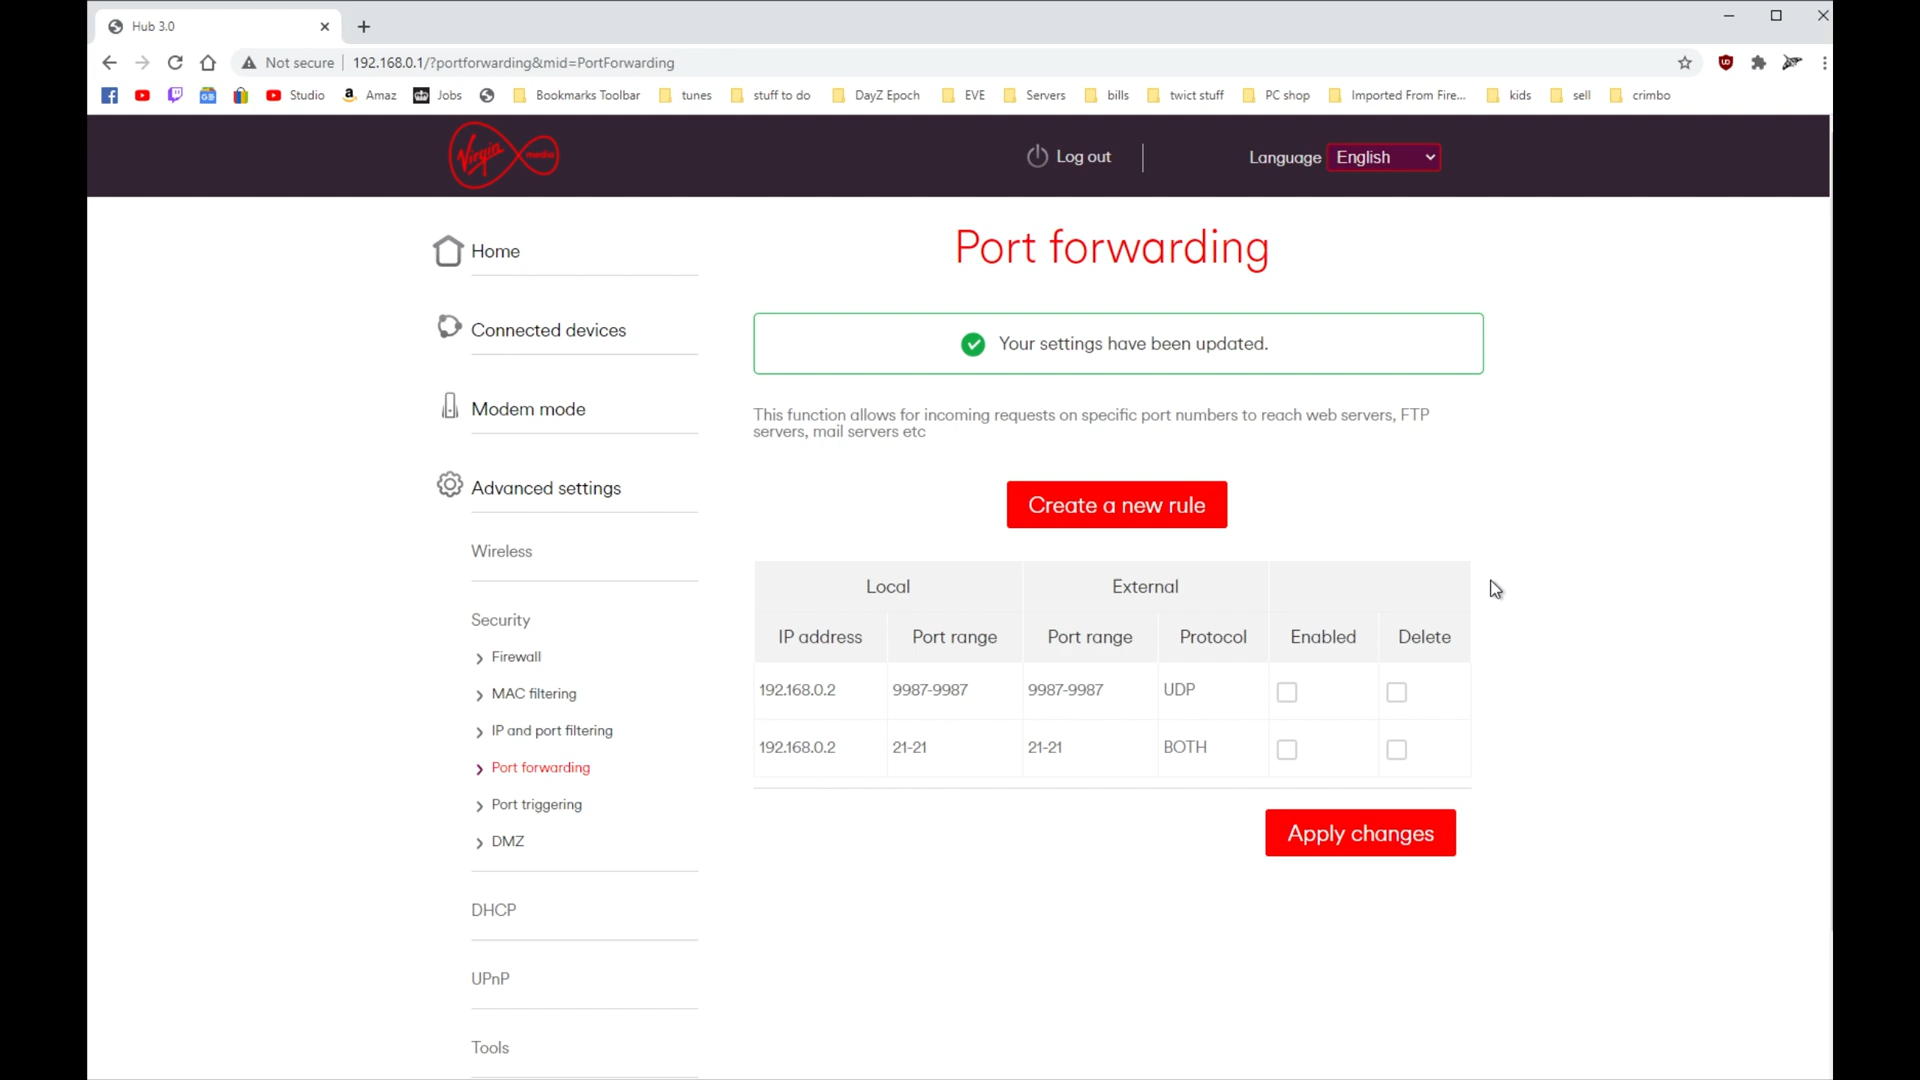 Hub 3.0
Not secure 192.168.0.1/?portforwarding&mid=PortForwarding
Studio Amaz Jobs Bookmarks Toolbar tunes stuff to do DayZ Epoch EVE Servers bills twict stuff PC shop Imported From Fire... kids sell crimbo
Virgin media
Log out
Language English
Home
Connected devices
Modem mode
Advanced settings
Wireless
Security
Firewall
MAC filtering
IP and port filtering
Port forwarding
Port triggering
DMZ
DHCP
UPnP
Tools
Port forwarding
Your settings have been updated.
This function allows for incoming requests on specific port numbers to reach web servers, FTP
servers, mail servers etc
Create a new rule
Local External
IP address Port range Port range Protocol Enabled Delete
192.168.0.2 9987-9987 9987-9987 UDP
192.168.0.2 21-21 21-21 BOTH
Apply changes